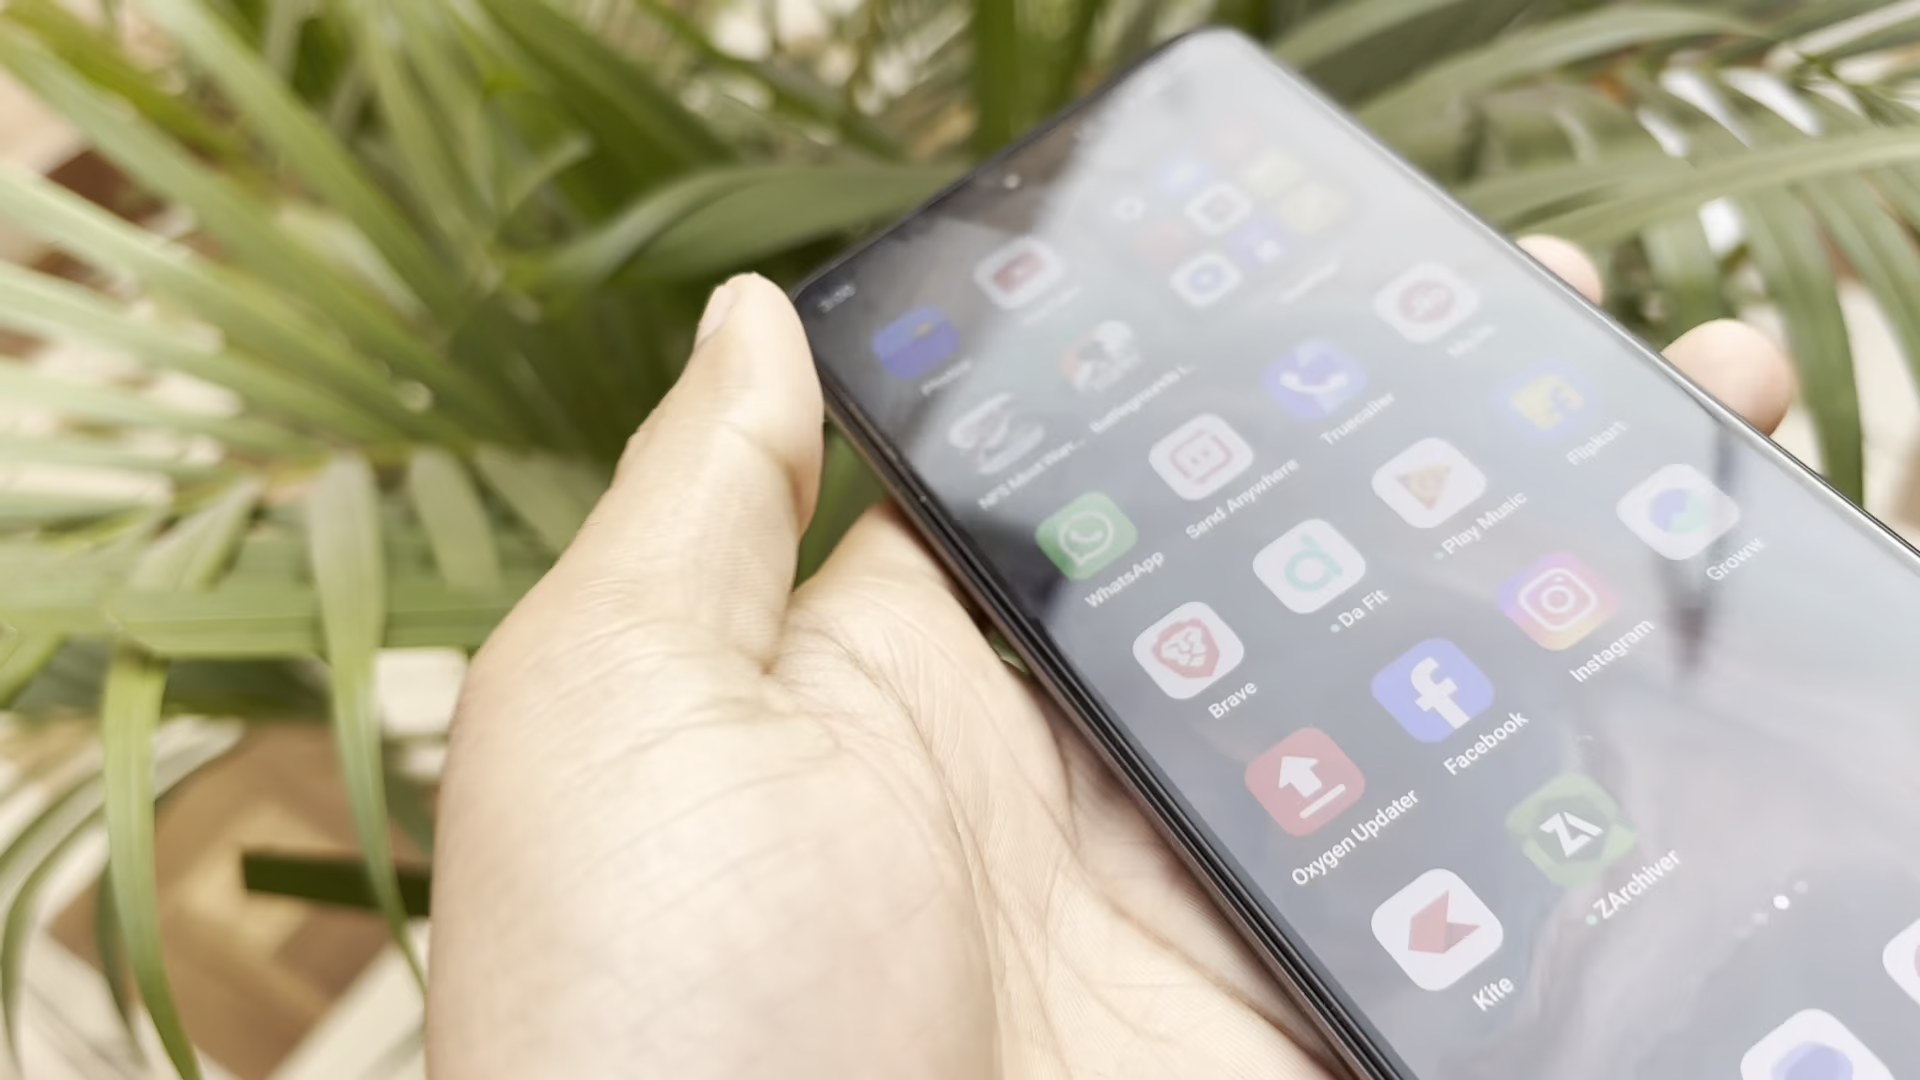 Send Anywhere
Truecaller
Flipkart
WhatsApp
Da Fit
Play Music
Groww
Brave
Facebook
Instagram
Oxygen Updater
ZArchiver
Kite